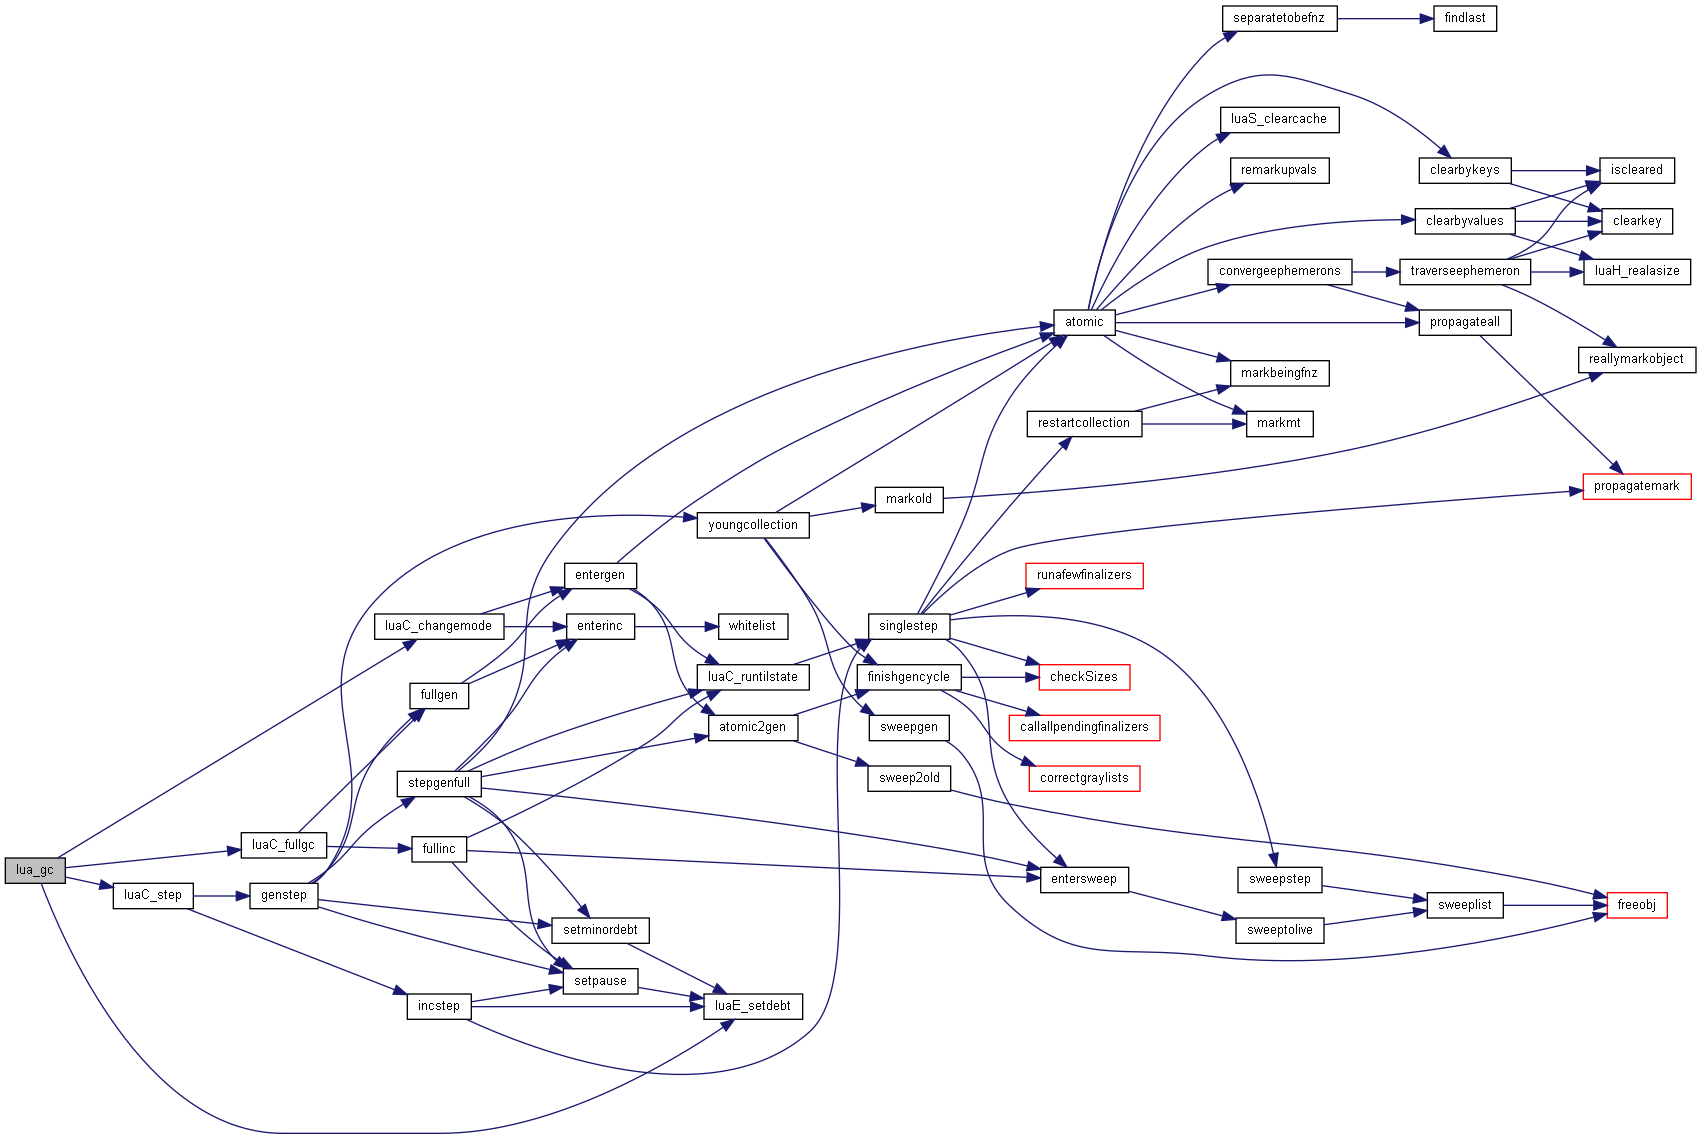 separatetobefnz
findlast
luaS_clearcache
remarkupvals
clearbykeys
iscleared
clearbyvalues
clearkey
convergeephemerons
traverseephemeron
luaH_realasize
atomic
propagateall
markbeingfnz
reallymarkobject
restartcollection
markmt
propagatemark
markold
youngcollection
entergen
runafewfinalizers
luaC_changemode
enterinc
whitelist
singlestep
fullgen
luaC_runtilstate
finishgencycle
checkSizes
atomic2gen
sweepgen
callallpendingfinalizers
stepgenfull
sweep2old
correctgraylists
luaC_fullgc
fullinc
lua_gc
luaC_step
genstep
entersweep
sweepstep
sweeplist
freeobj
setminordebt
sweeptolive
setpause
incstep
luaE_setdebt